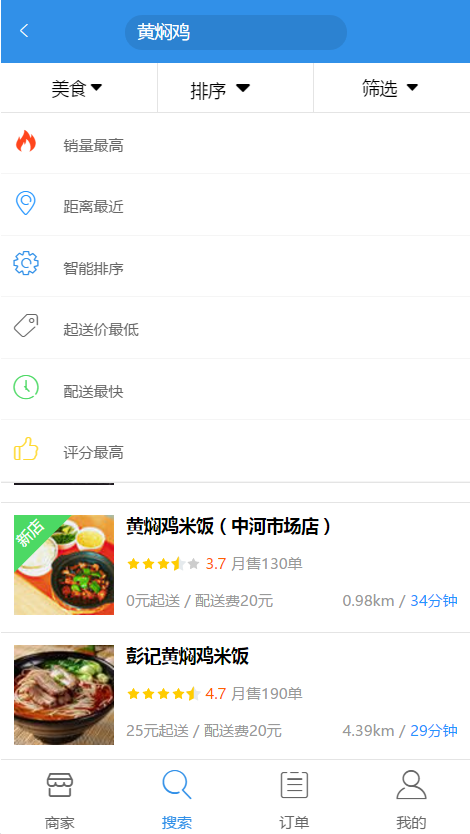 黄焖鸡
美食 排序 筛选
销量最高
距离最近
智能排序
起送价最低
配送最快
评分最高
新店
黄焖鸡米饭（中河市场店）
3.7 月售130单
0元起送 / 配送费20元 0.98km / 34分钟
彭记黄焖鸡米饭
4.7 月售190单
25元起送 / 配送费20元 4.39km / 29分钟
商家 搜索 订单 我的